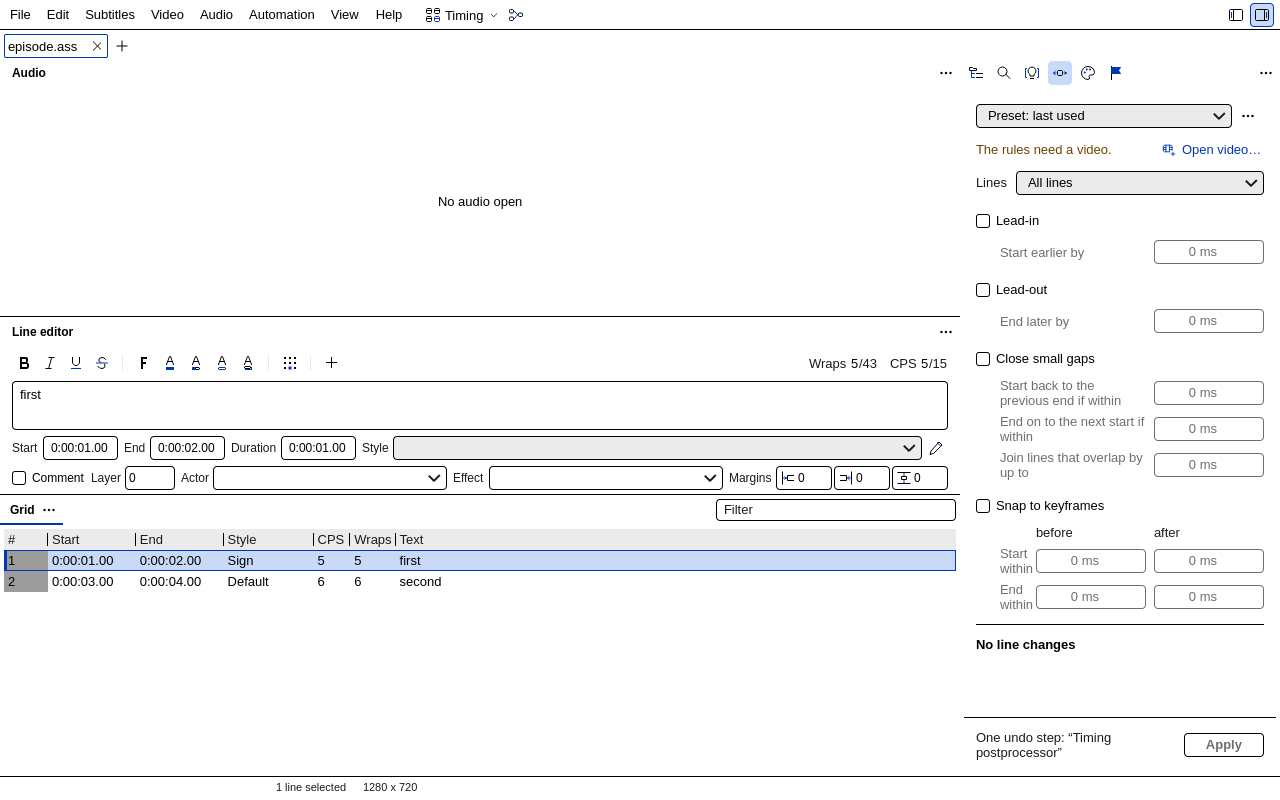 File Edit Subtitles Video Audio Automation View Help Timing
episode.ass
Audio
No audio open
Line editor
B I U S F A A A A Wraps 5/43 CPS 5/15
first
Start 0:00:01.00 End 0:00:02.00 Duration 0:00:01.00 Style
Comment Layer 0 Actor Effect Margins 0 0 0
Grid Filter
# Start End Style CPS Wraps Text
1 0:00:01.00 0:00:02.00 Sign 5 5 first
2 0:00:03.00 0:00:04.00 Default 6 6 second
Preset: last used
The rules need a video. Open video…
Lines All lines
Lead-in
Start earlier by 0 ms
Lead-out
End later by 0 ms
Close small gaps
Start back to the
previous end if within 0 ms
End on to the next start if
within 0 ms
Join lines that overlap by
up to 0 ms
Snap to keyframes
before after
Start
within 0 ms 0 ms
End
within 0 ms 0 ms
No line changes
One undo step: “Timing
postprocessor” Apply
1 line selected 1280 x 720